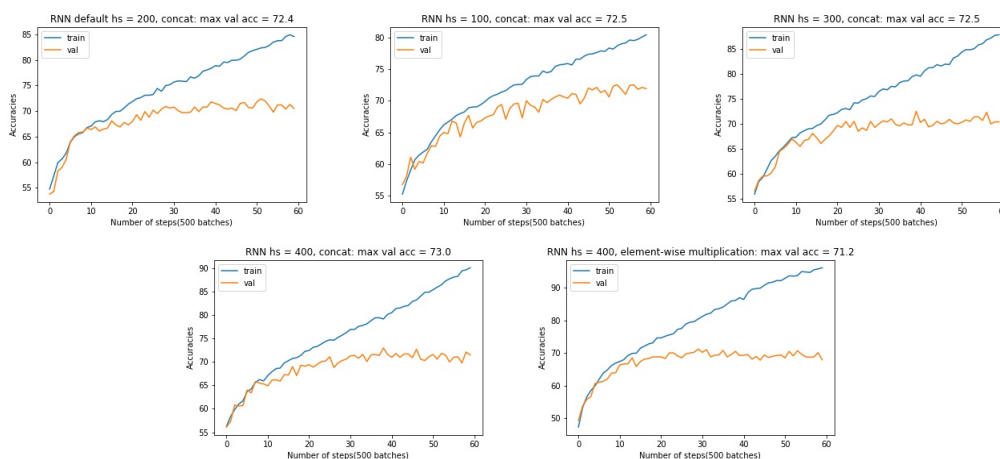 RNN default hs = 200, concat: max val acc = 72.4
85
80
75
70
65
60
55
Accuracies
train
val
0 10 20 30 40 50 60
Number of steps(500 batches)
RNN hs = 100, concat: max val acc = 72.5
80
75
70
65
60
55
Accuracies
train
val
0 10 20 30 40 50 60
Number of steps(500 batches)
RNN hs = 300, concat: max val acc = 72.5
85
80
75
70
65
60
55
Accuracies
train
val
0 10 20 30 40 50
Number of steps(500 batches)
RNN hs = 400, concat: max val acc = 73.0
90
85
80
75
70
65
60
55
Accuracies
train
val
0 10 20 30 40 50 60
Number of steps(500 batches)
RNN hs = 400, element-wise multiplication: max val acc = 71.2
90
80
70
60
50
Accuracies
train
val
0 10 20 30 40 50 60
Number of steps(500 batches)